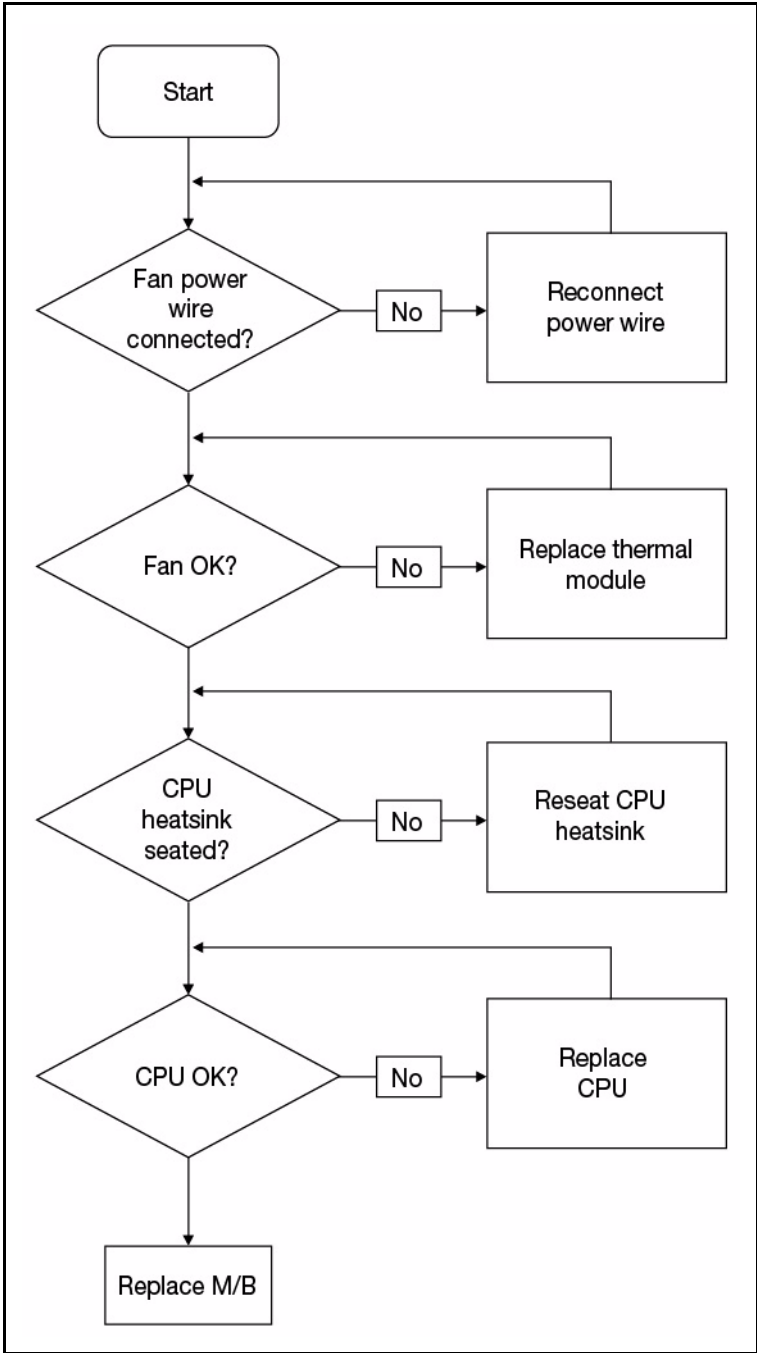 Start
Fan power
wire
connected?
No
Reconnect
power wire
Fan OK?
No
Replace thermal
module
CPU
heatsink
seated?
No
Reseat CPU
heatsink
CPU OK?
No
Replace
CPU
Replace M/B